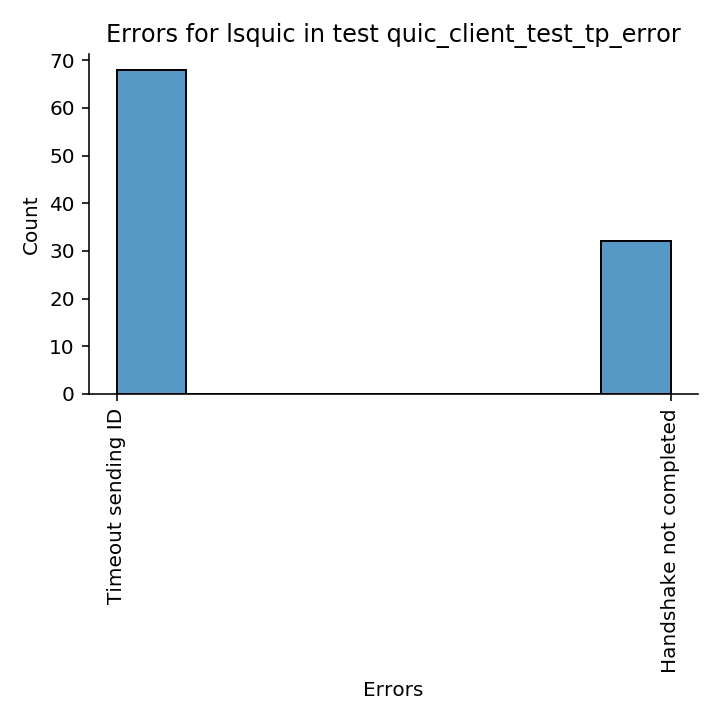 Errors for lsquic in test quic_client_test_tp_error
70
60
50
40
30
20
10
0
Count
Timeout sending ID
Handshake not completed
Errors